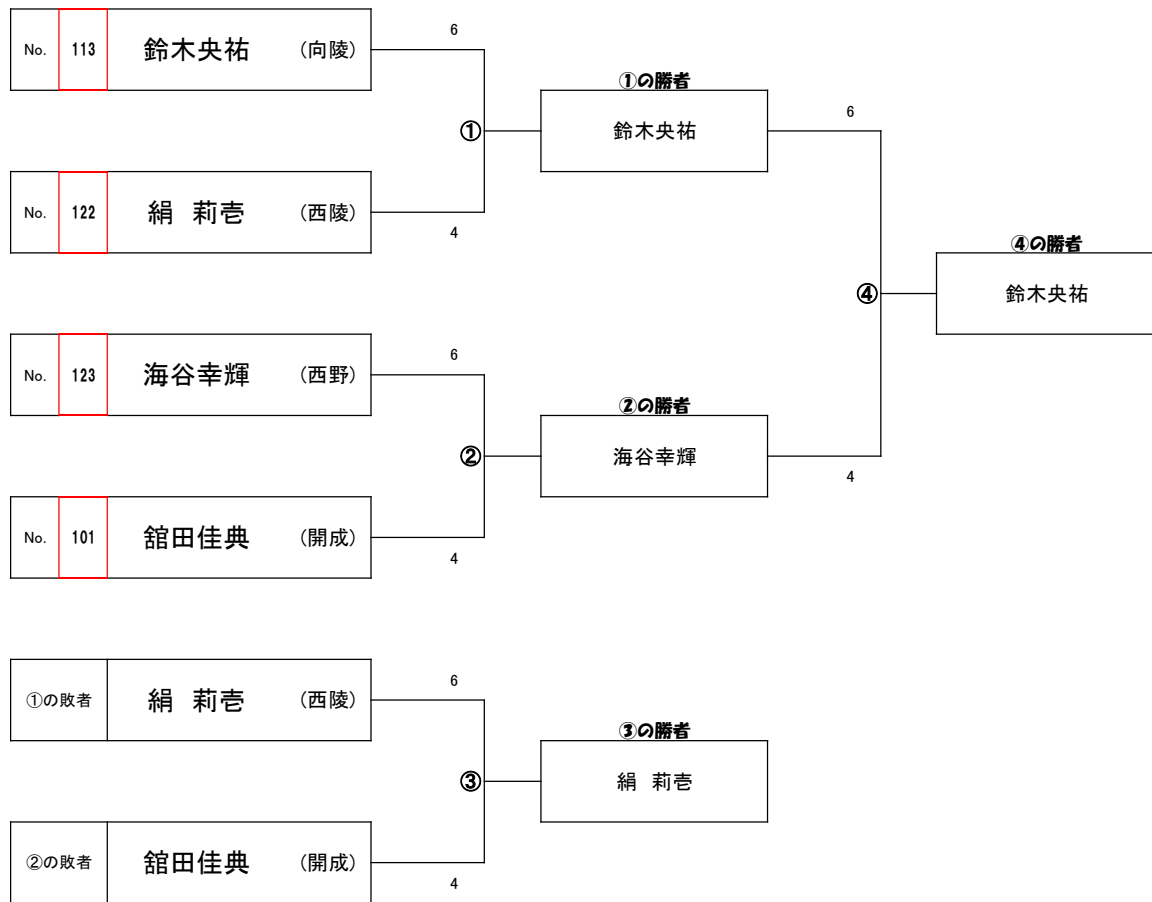 No. 113 鈴木央祐 (向陵)
6
①の勝者
鈴木央祐
①
6
No. 122 絹 莉壱 (西陵)
4
④の勝者
鈴木央祐
④
No. 123 海谷幸輝 (西野)
6
②の勝者
海谷幸輝
②
4
No. 101 舘田佳典 (開成)
4
①の敗者 絹 莉壱 (西陵)
6
③の勝者
絹 莉壱
③
②の敗者 舘田佳典 (開成)
4